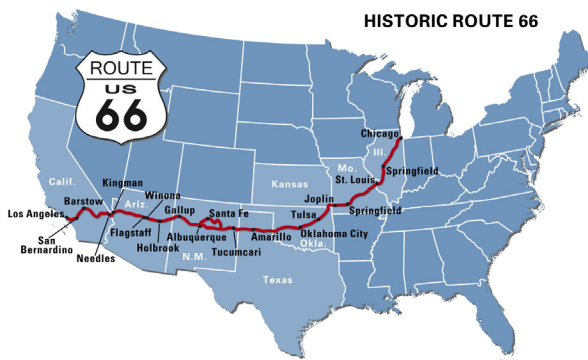 HISTORIC ROUTE 66
ROUTE
US
66
Chicago
Ill.
Mo.
Springfield
St. Louis
Calif.
Kingman
Kansas
Joplin
Springfield
Barstow
Ariz.
Winona
Gallup
Santa Fe
Tulsa
Los Angeles
Flagstaff
Oklahoma City
San
Bernardino
Holbrook
Albuquerque
Amarillo
Okla.
Needles
N.M.
Tucumcari
Texas